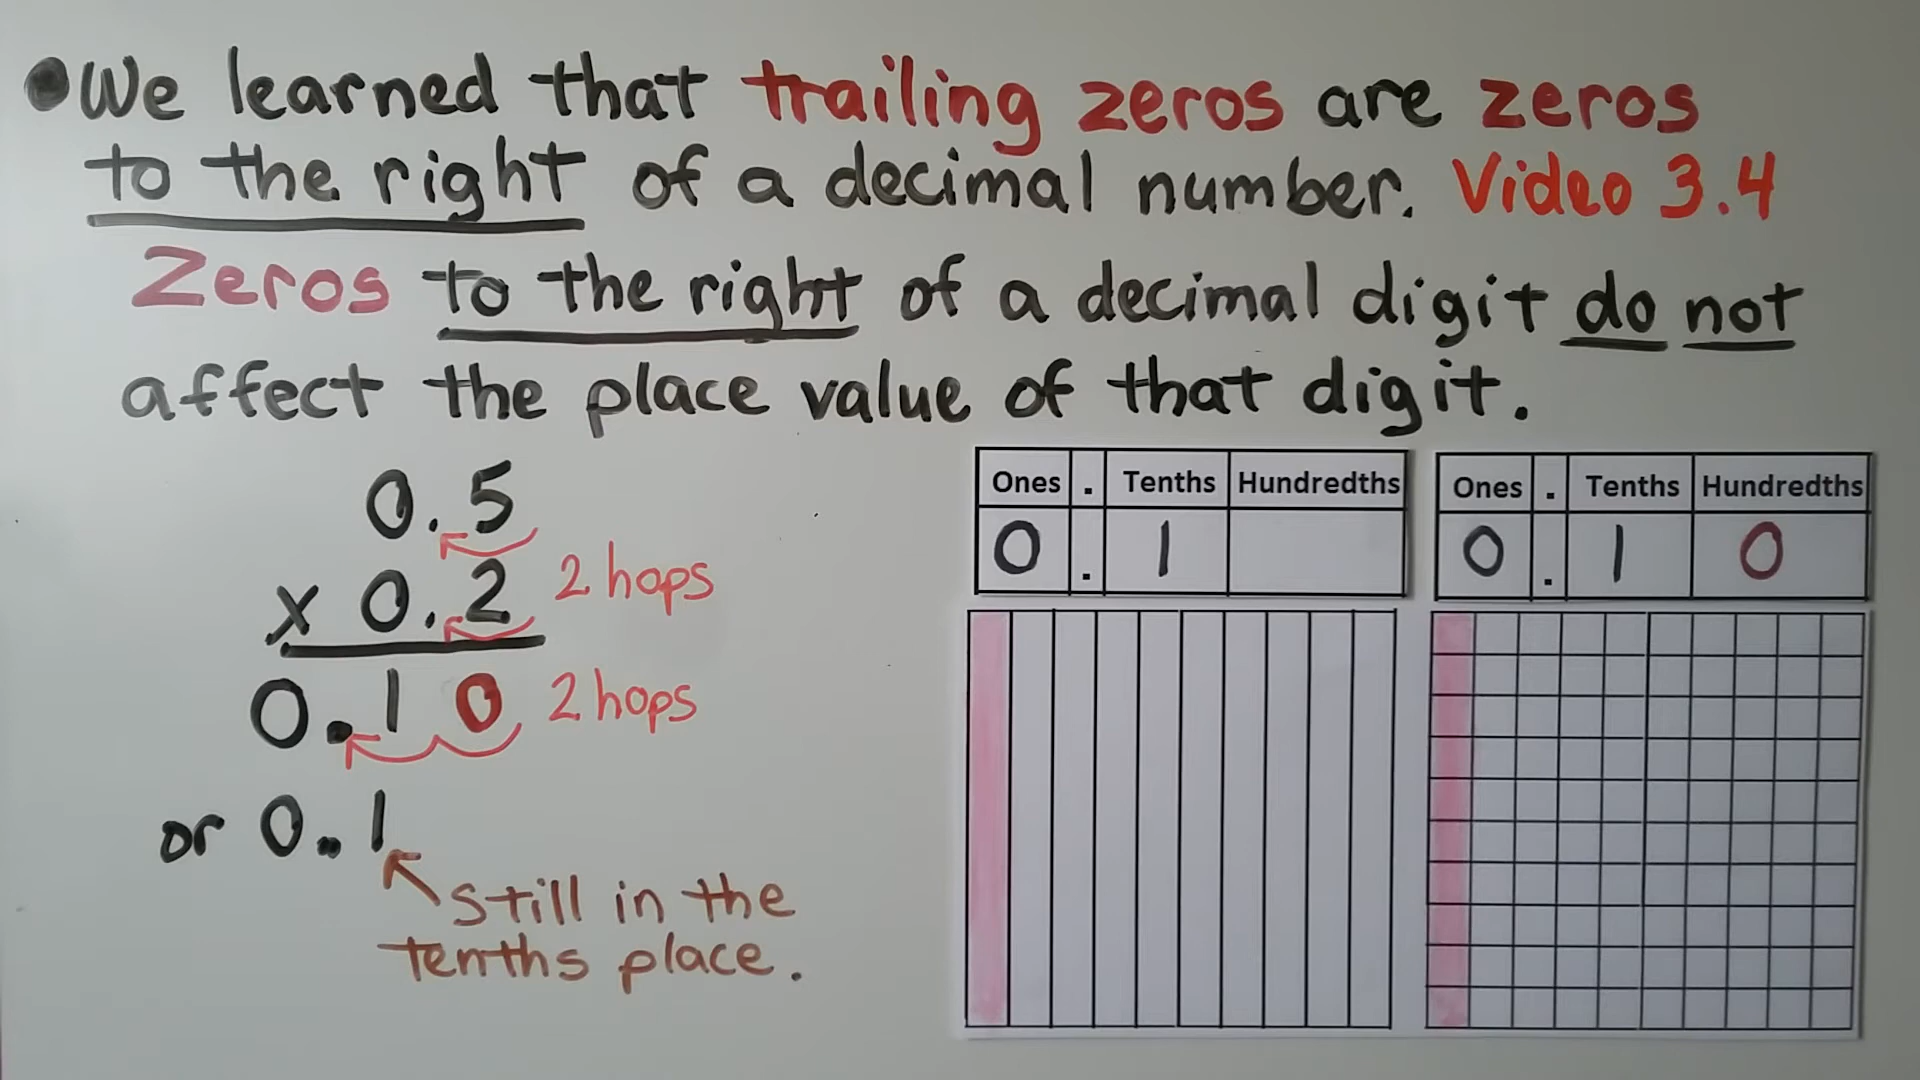 We learned that trailing zeros are zeros
to the right of a decimal number. Video 3.4
Zeros to the right of a decimal digit do not
affect the place value of that digit.
0.5
x 0.2 2 hops
0.10 2 hops
or 0.1
still in the
tenths place.
Ones . Tenths Hundredths
0 . 1
Ones . Tenths Hundredths
0 . 1 0